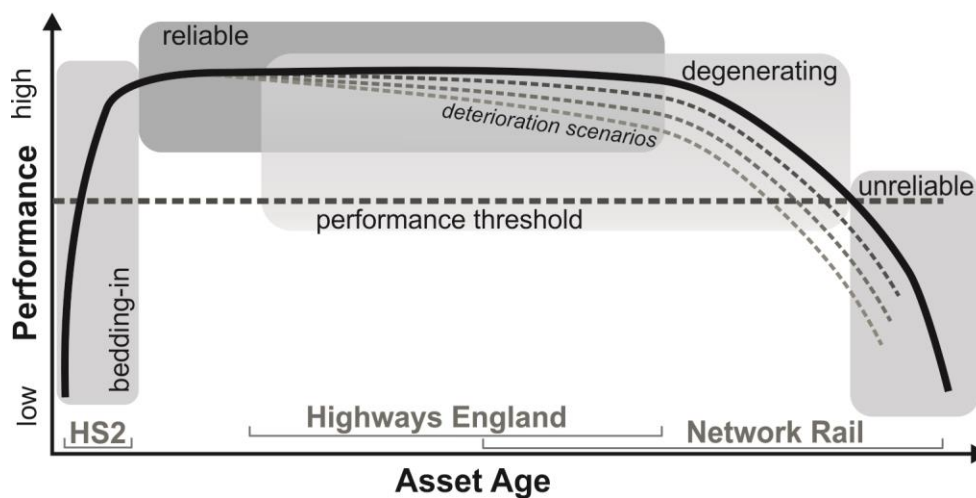 reliable
degenerating
deterioration scenarios
unreliable
performance threshold
bedding-in
high
Performance
low
HS2
Highways England
Network Rail
Asset Age